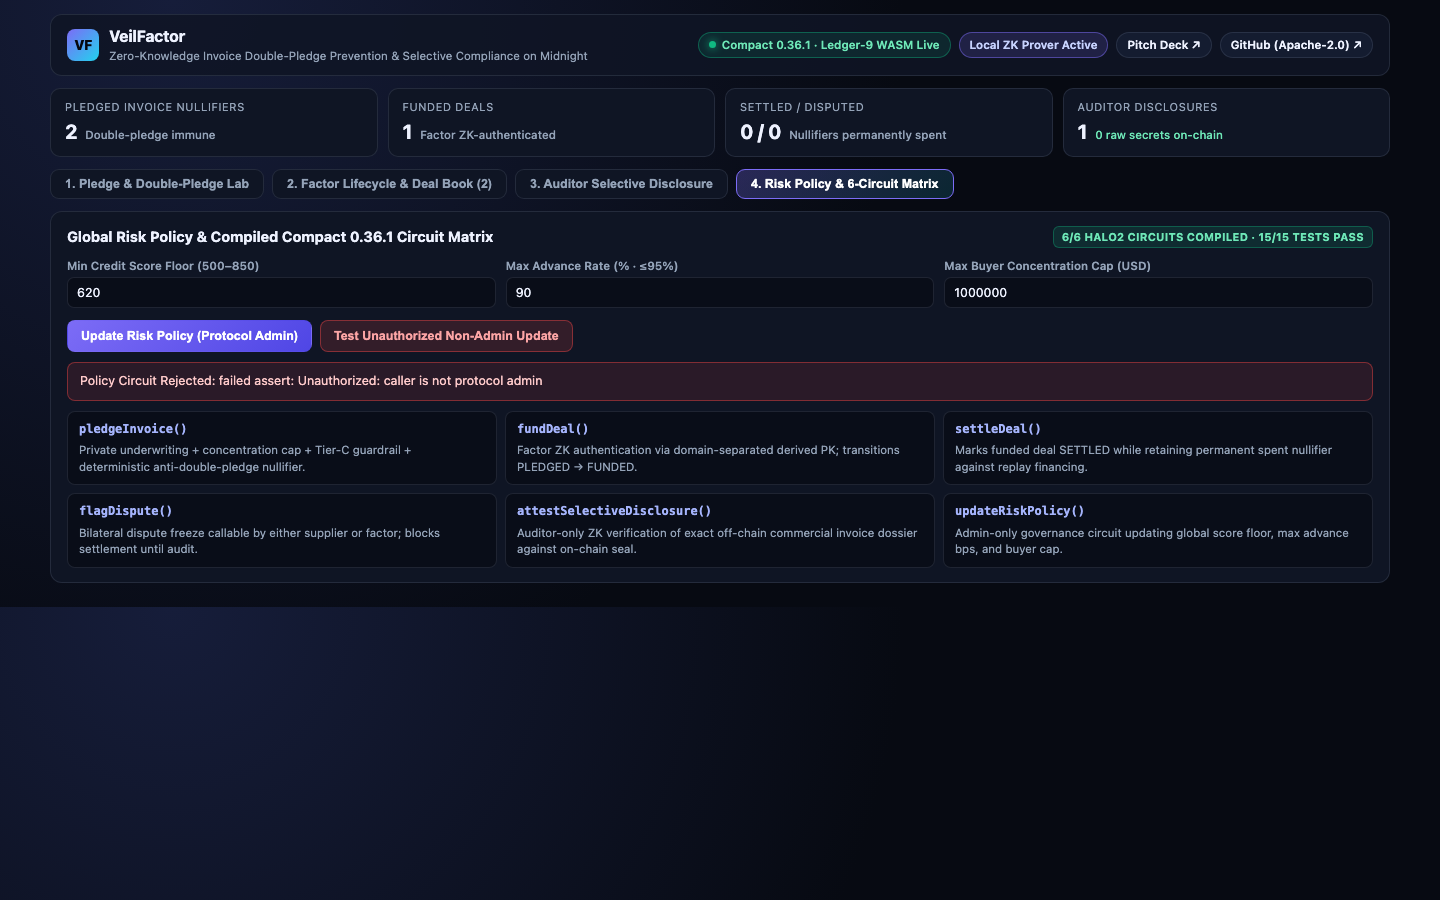 VF
VeilFactor
Zero-Knowledge Invoice Double-Pledge Prevention & Selective Compliance on Midnight
Compact 0.36.1 · Ledger-9 WASM Live
Local ZK Prover Active
Pitch Deck ↗
GitHub (Apache-2.0) ↗
PLEDGED INVOICE NULLIFIERS
2 Double-pledge immune
FUNDED DEALS
1 Factor ZK-authenticated
SETTLED / DISPUTED
0 / 0 Nullifiers permanently spent
AUDITOR DISCLOSURES
1 0 raw secrets on-chain
1. Pledge & Double-Pledge Lab
2. Factor Lifecycle & Deal Book (2)
3. Auditor Selective Disclosure
4. Risk Policy & 6-Circuit Matrix
Global Risk Policy & Compiled Compact 0.36.1 Circuit Matrix
6/6 HALO2 CIRCUITS COMPILED · 15/15 TESTS PASS
Min Credit Score Floor (500–850)
620
Max Advance Rate (% · ≤95%)
90
Max Buyer Concentration Cap (USD)
1000000
Update Risk Policy (Protocol Admin)
Test Unauthorized Non-Admin Update
Policy Circuit Rejected: failed assert: Unauthorized: caller is not protocol admin
pledgeInvoice()
Private underwriting + concentration cap + Tier-C guardrail +
deterministic anti-double-pledge nullifier.
fundDeal()
Factor ZK authentication via domain-separated derived PK; transitions
PLEDGED → FUNDED.
settleDeal()
Marks funded deal SETTLED while retaining permanent spent nullifier
against replay financing.
flagDispute()
Bilateral dispute freeze callable by either supplier or factor; blocks
settlement until audit.
attestSelectiveDisclosure()
Auditor-only ZK verification of exact off-chain commercial invoice dossier
against on-chain seal.
updateRiskPolicy()
Admin-only governance circuit updating global score floor, max advance
bps, and buyer cap.